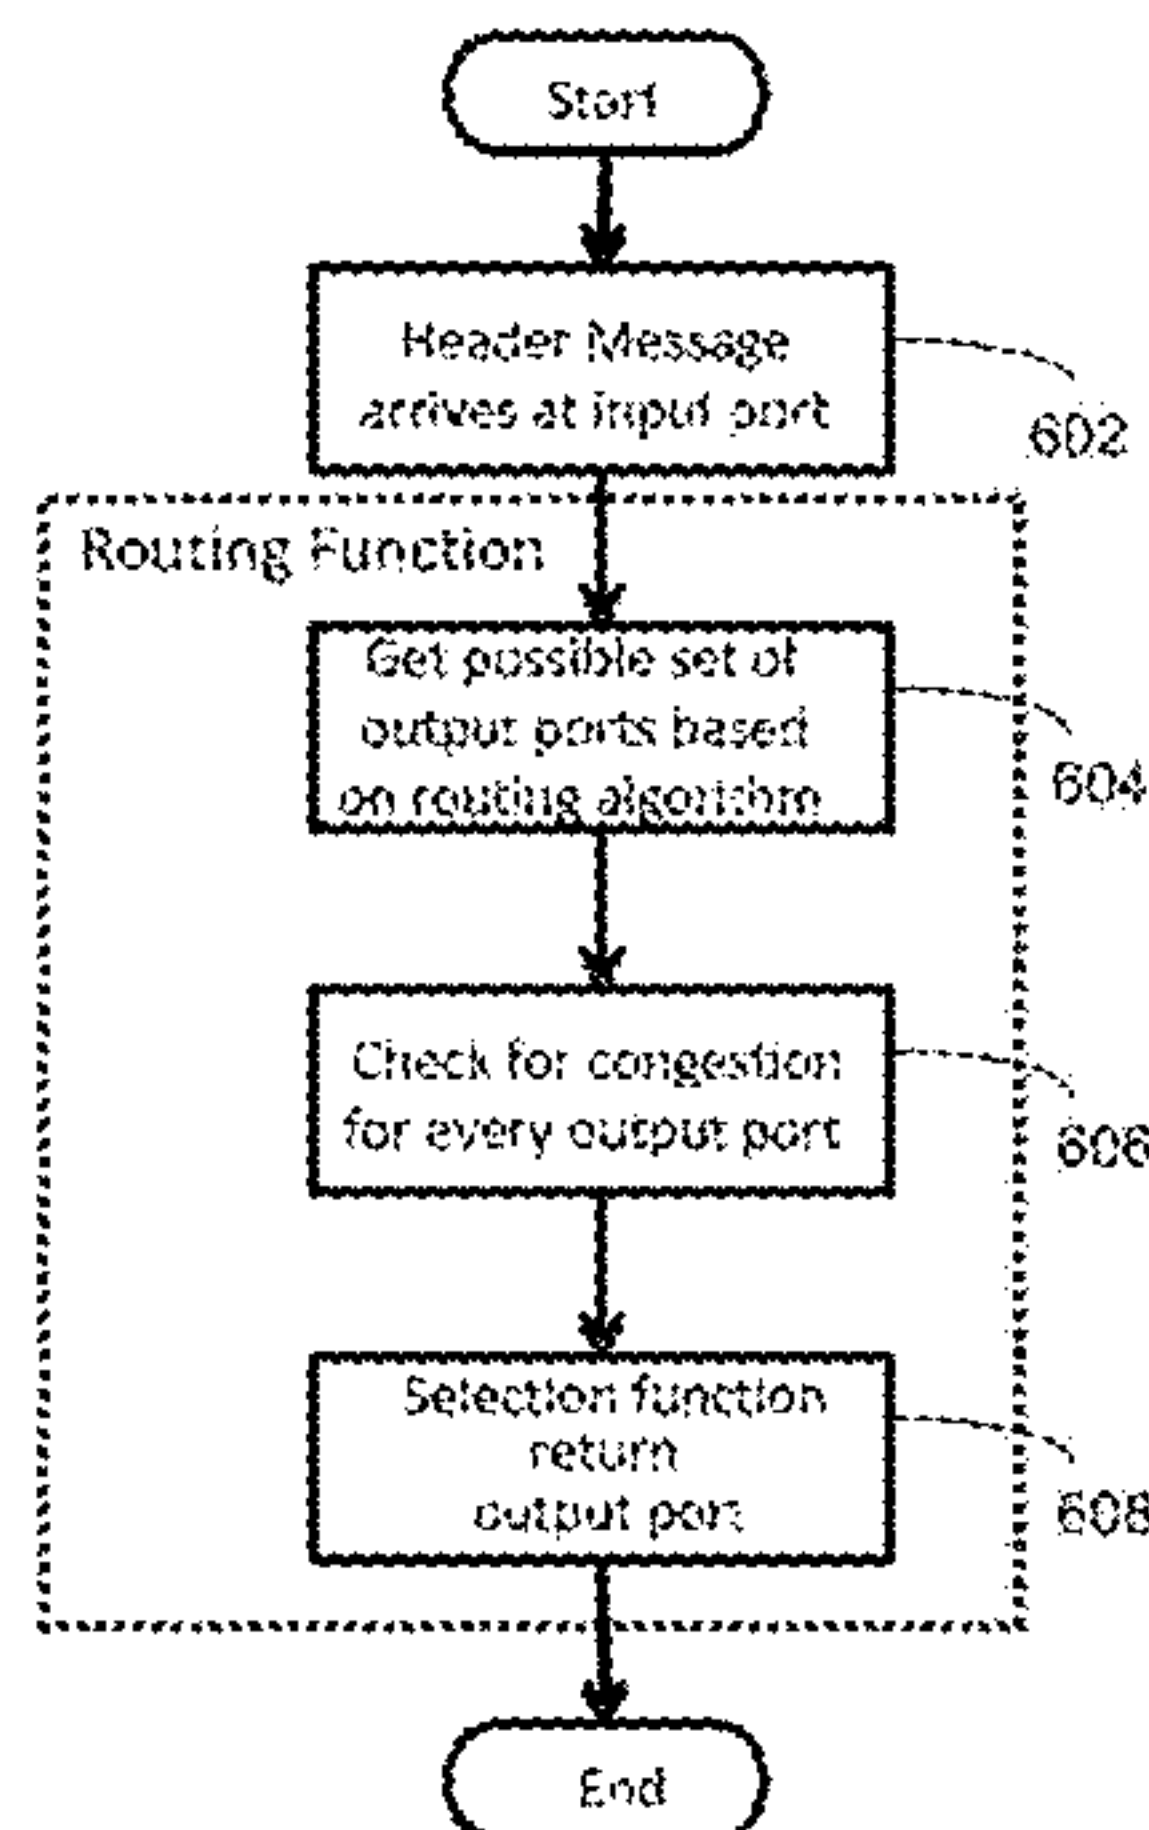 Start
Header Message
arrives at input port
602
Routing Function
Get possible set of
output ports based
on routing algorithm
604
Check for congestion
for every output port
606
Selection function
return
output port
608
End